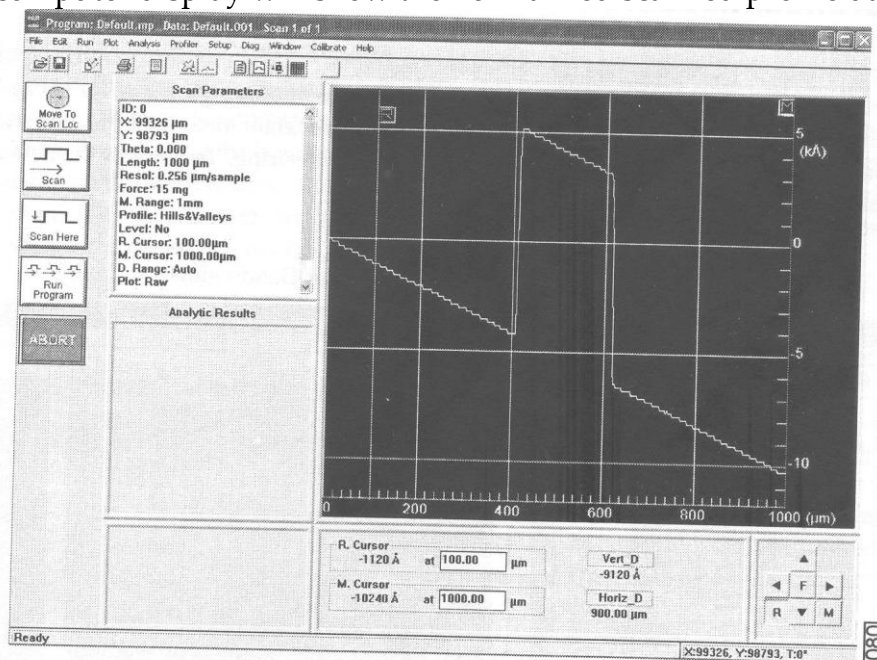 Program: Default.mp Data: Default.001 Scan 1 of 1
File Edit Run Plot Analysis Profiler Setup Diag Window Calibrate Help
Move To
Scan Loc
Scan
Scan Here
Run
Program
ABORT
Scan Parameters
ID: 0
X: 99326 µm
Y: 98793 µm
Theta: 0.000
Length: 1000 µm
Resol: 0.256 µm/sample
Force: 15 mg
M. Range: 1mm
Profile: Hills&Valleys
Level: No
R. Cursor: 100.00µm
M. Cursor: 1000.00µm
D. Range: Auto
Plot: Raw
Analytic Results
R
M
5
(kÅ)
0
-5
-10
0 200 400 600 800 1000 (µm)
R. Cursor
-1120 Å at 100.00 µm
M. Cursor
-10240 Å at 1000.00 µm
Vert_D
-9120 Å
Horiz_D
900.00 µm
F
R M
Ready
X:99326, Y:98793, T:0°
080